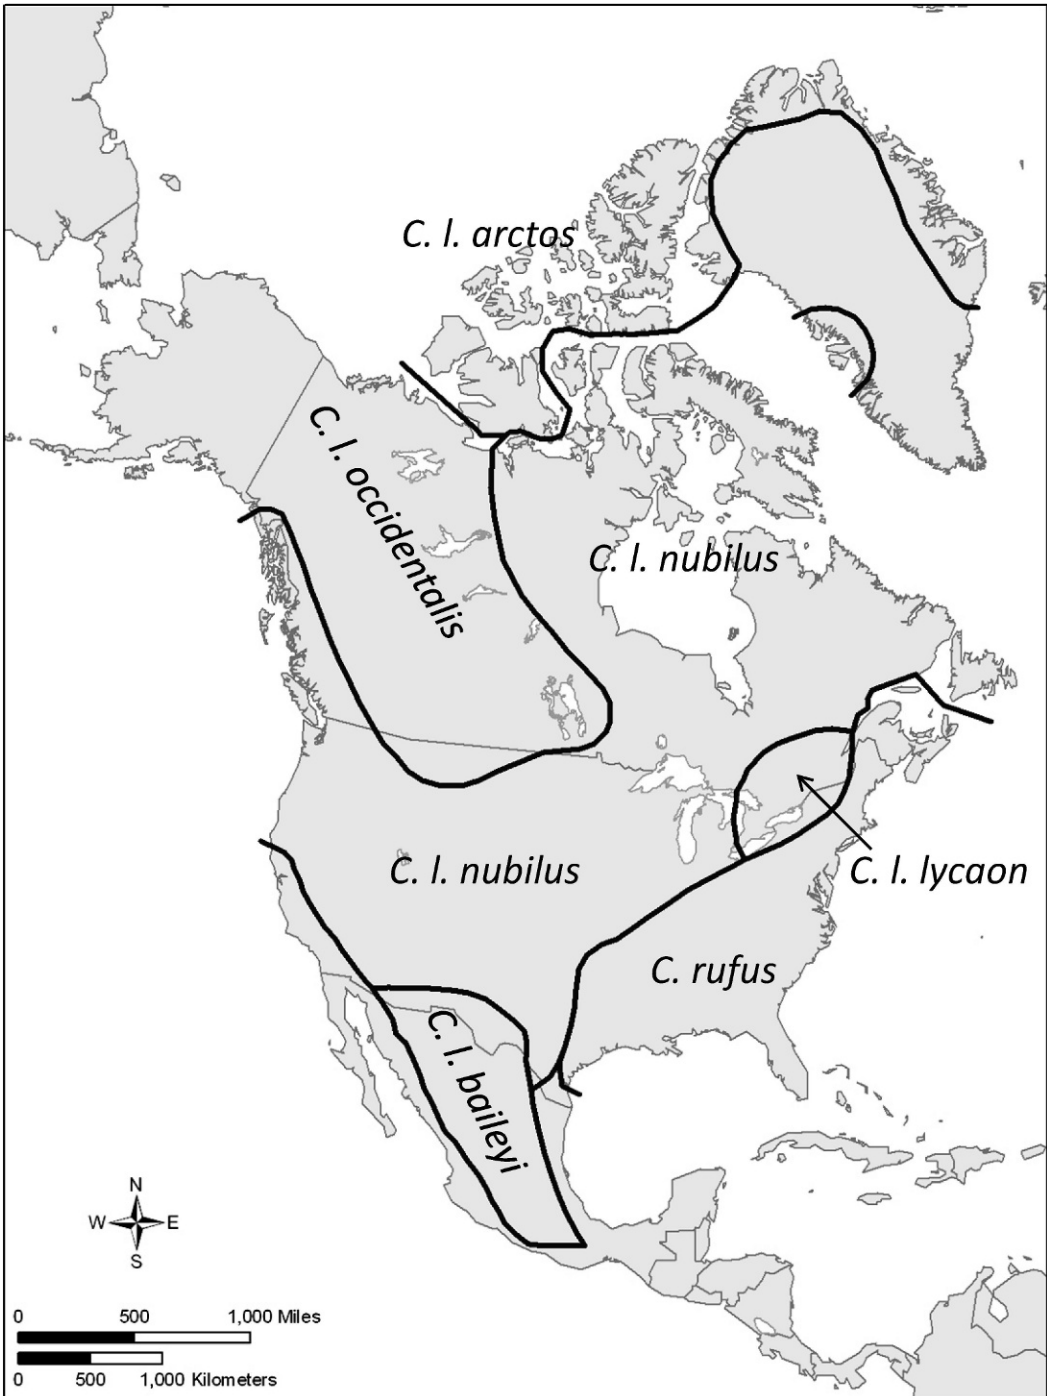 C. l. arctos
C. l. occidentalis
C. l. nubilus
C. l. nubilus
C. l. lycaon
C. rufus
C. l. baileyi
N
W E
S
0 500 1,000 Miles
0 500 1,000 Kilometers